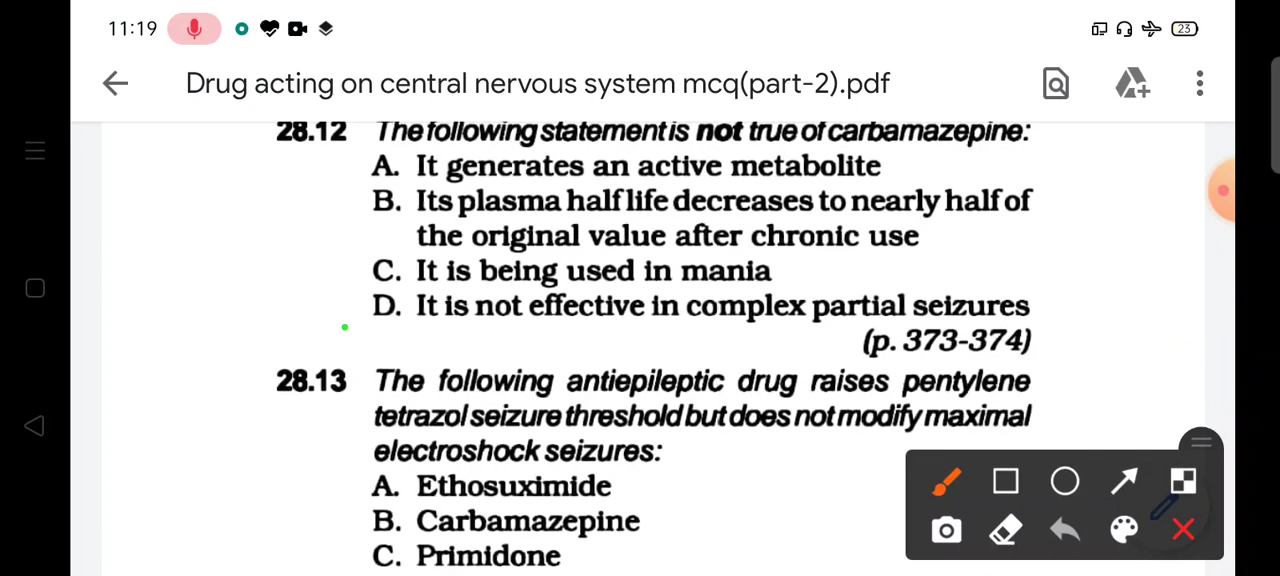 11:19
23
Drug acting on central nervous system mcq(part-2).pdf
28.12 The following statement is not true of carbamazepine:
A. It generates an active metabolite
B. Its plasma half life decreases to nearly half of
the original value after chronic use
C. It is being used in mania
D. It is not effective in complex partial seizures
(p. 373-374)
28.13 The following antiepileptic drug raises pentylene
tetrazol seizure threshold but does not modify maximal
electroshock seizures:
A. Ethosuximide
B. Carbamazepine
C. Primidone